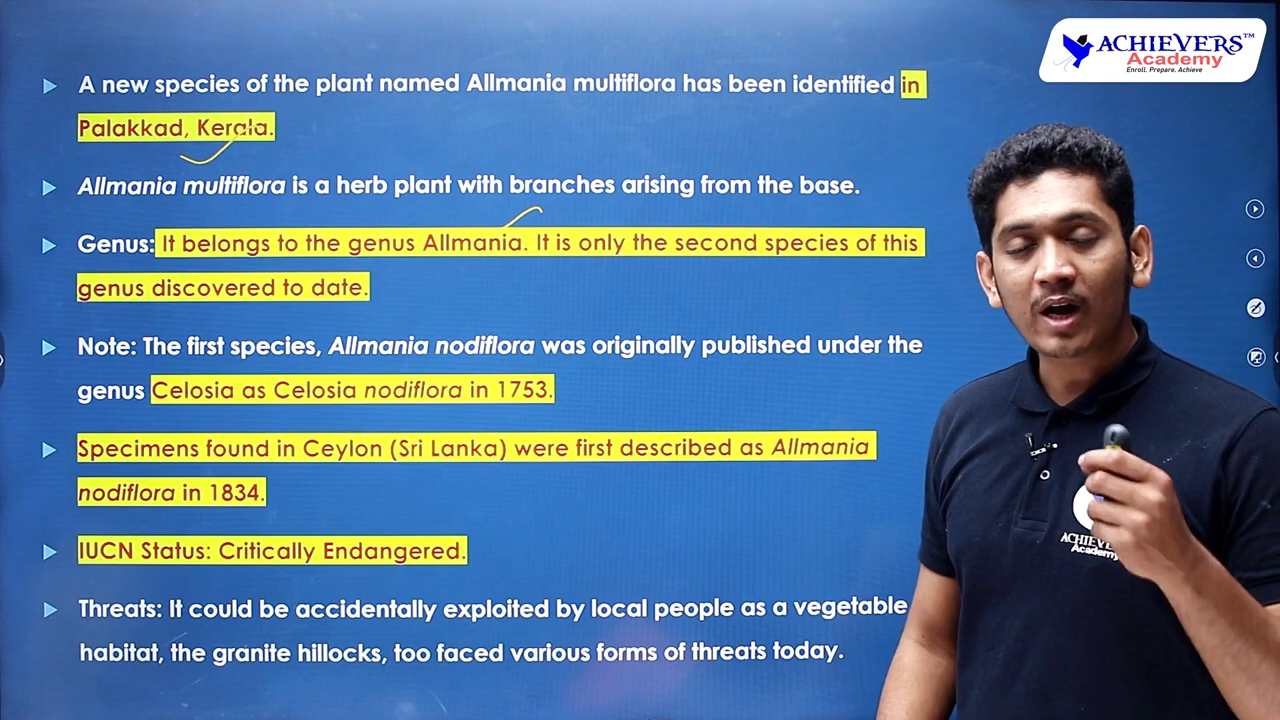 ACHIEVERS™
Academy
Enroll. Prepare. Achieve
A new species of the plant named Allmania multiflora has been identified in
Palakkad, Kerala.
Allmania multiflora is a herb plant with branches arising from the base.
Genus: It belongs to the genus Allmania. It is only the second species of this
genus discovered to date.
Note: The first species, Allmania nodiflora was originally published under the
genus Celosia as Celosia nodiflora in 1753.
Specimens found in Ceylon (Sri Lanka) were first described as Allmania
nodiflora in 1834.
IUCN Status: Critically Endangered.
Threats: It could be accidentally exploited by local people as a vegetable
habitat, the granite hillocks, too faced various forms of threats today.
Academy